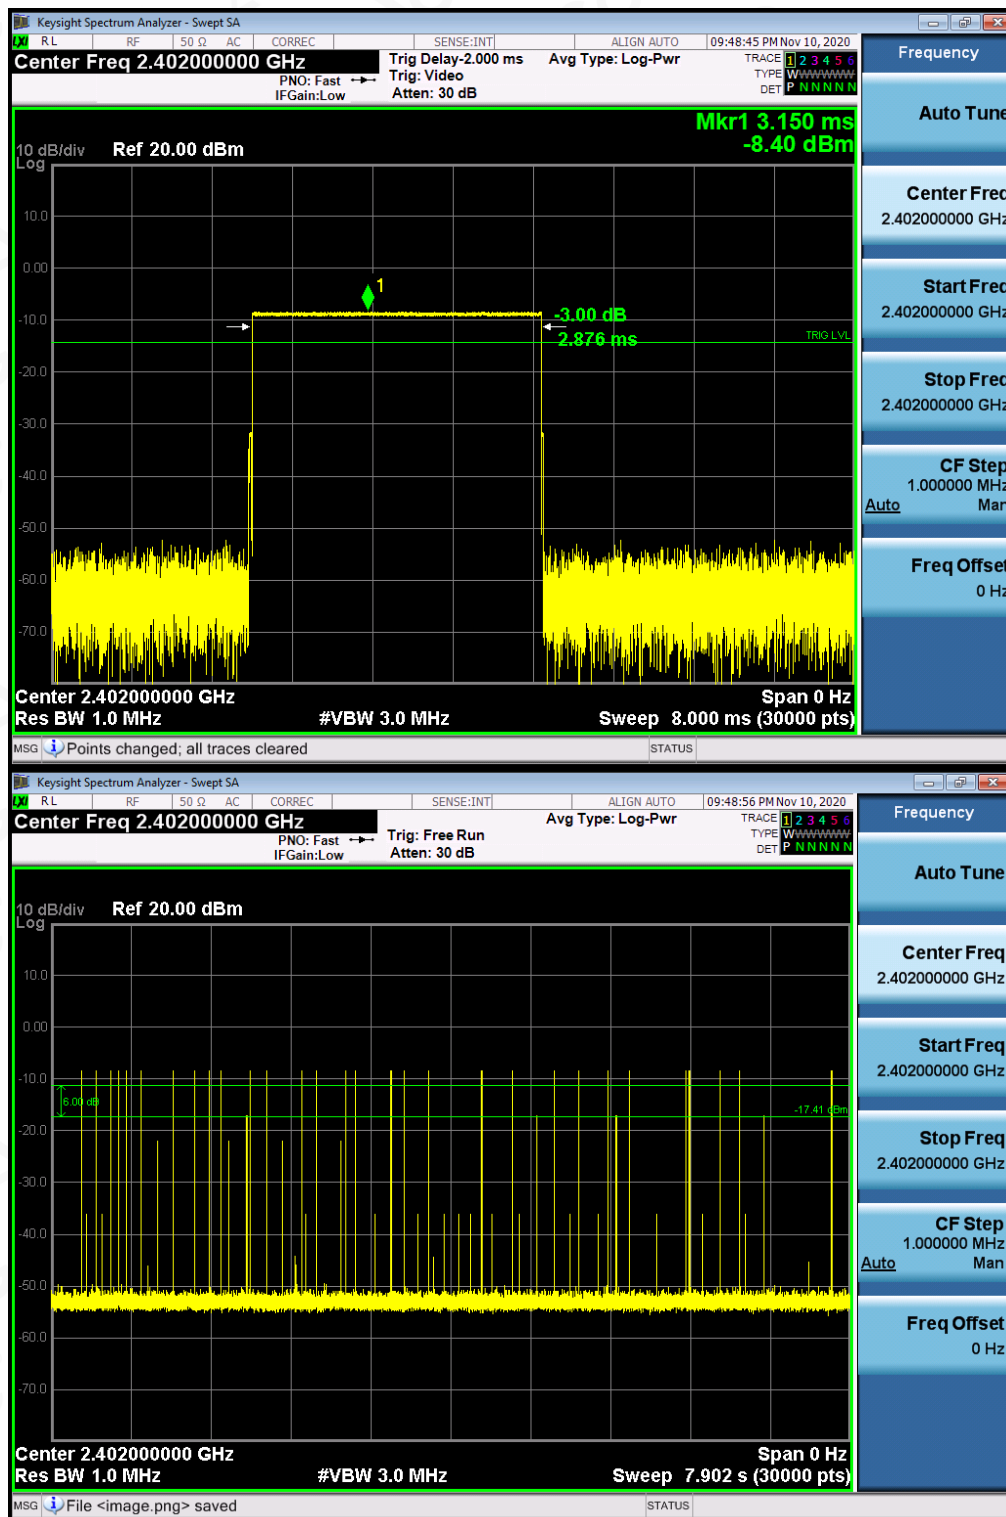 Keysight Spectrum Analyzer - Swept SA
LXI RL RF 50 Ω AC CORREC SENSE:INT ALIGN AUTO 09:48:45 PM Nov 10, 2020
Center Freq 2.402000000 GHz
PNO: Fast
IFGain:Low
Trig Delay-2.000 ms
Trig: Video
Atten: 30 dB
Avg Type: Log-Pwr
TRACE 1 2 3 4 5 6
TYPE WWWWWW
DET P N N N N N
Mkr1 3.150 ms
-8.40 dBm
10 dB/div Ref 20.00 dBm
Log
10.0
0.00
1
-10.0
-3.00 dB
2.876 ms
TRIG LVL
-20.0
-30.0
-40.0
-50.0
-60.0
-70.0
Center 2.402000000 GHz Span 0 Hz
Res BW 1.0 MHz #VBW 3.0 MHz Sweep 8.000 ms (30000 pts)
MSG Points changed; all traces cleared STATUS
Frequency
Auto Tune
Center Freq
2.402000000 GHz
Start Freq
2.402000000 GHz
Stop Freq
2.402000000 GHz
CF Step
1.000000 MHz
Auto Man
Freq Offset
0 Hz
Keysight Spectrum Analyzer - Swept SA
LXI RL RF 50 Ω AC CORREC SENSE:INT ALIGN AUTO 09:48:56 PM Nov 10, 2020
Center Freq 2.402000000 GHz
PNO: Fast
IFGain:Low
Trig: Free Run
Atten: 30 dB
Avg Type: Log-Pwr
TRACE 1 2 3 4 5 6
TYPE WWWWWW
DET P N N N N N
10 dB/div Ref 20.00 dBm
Log
10.0
0.00
-10.0
6.00 dB
-17.41 dBm
-20.0
-30.0
-40.0
-50.0
-60.0
-70.0
Center 2.402000000 GHz Span 0 Hz
Res BW 1.0 MHz #VBW 3.0 MHz Sweep 7.902 s (30000 pts)
MSG File <image.png> saved STATUS
Frequency
Auto Tune
Center Freq
2.402000000 GHz
Start Freq
2.402000000 GHz
Stop Freq
2.402000000 GHz
CF Step
1.000000 MHz
Auto Man
Freq Offset
0 Hz